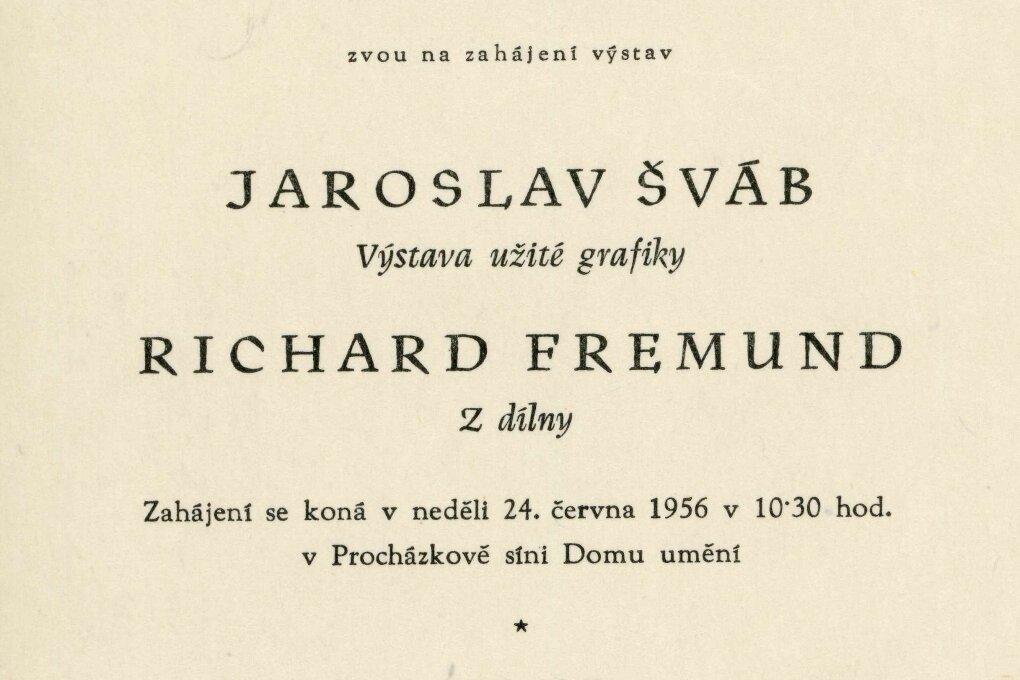 zvou na zahájení výstav
JAROSLAV ŠVÁB
Výstava užité grafiky
RICHARD FREMUND
Z dílny
Zahájení se koná v neděli 24. června 1956 v 10·30 hod.
v Procházkově síni Domu umění